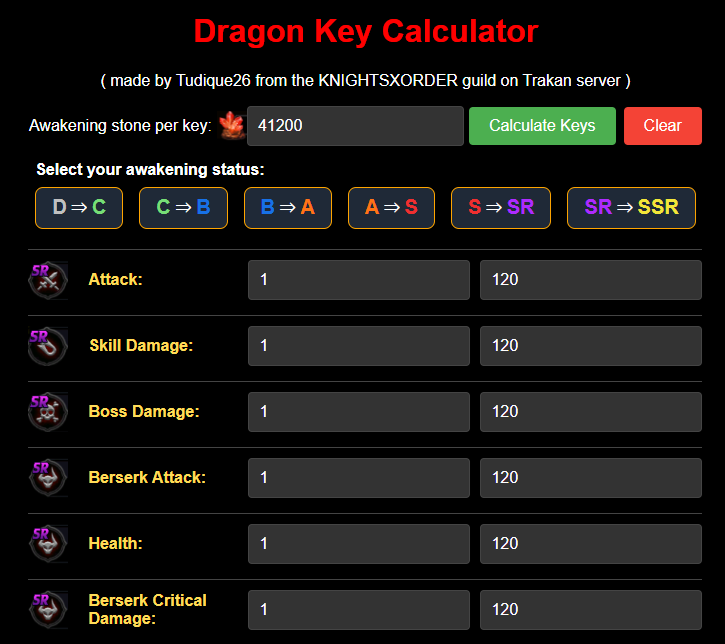 Dragon Key Calculator
( made by Tudique26 from the KNIGHTSXORDER guild on Trakan server )
Awakening stone per key: 41200 Calculate Keys Clear
Select your awakening status:
D ⇒ C C ⇒ B B ⇒ A A ⇒ S S ⇒ SR SR ⇒ SSR
SR Attack: 1 120
SR Skill Damage: 1 120
SR Boss Damage: 1 120
SR Berserk Attack: 1 120
SR Health: 1 120
SR Berserk Critical
Damage: 1 120